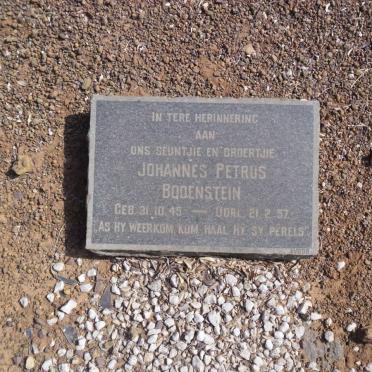 IN TERE HERINNERING
AAN
ONS SEUNTJIE EN BROERTJIE
JOHANNES PETRUS
BODENSTEIN
GEB. 31.10.45 — OORL. 21.2.57.
"AS HY WEERKOM, KOM HAAL HY SY PERELS"